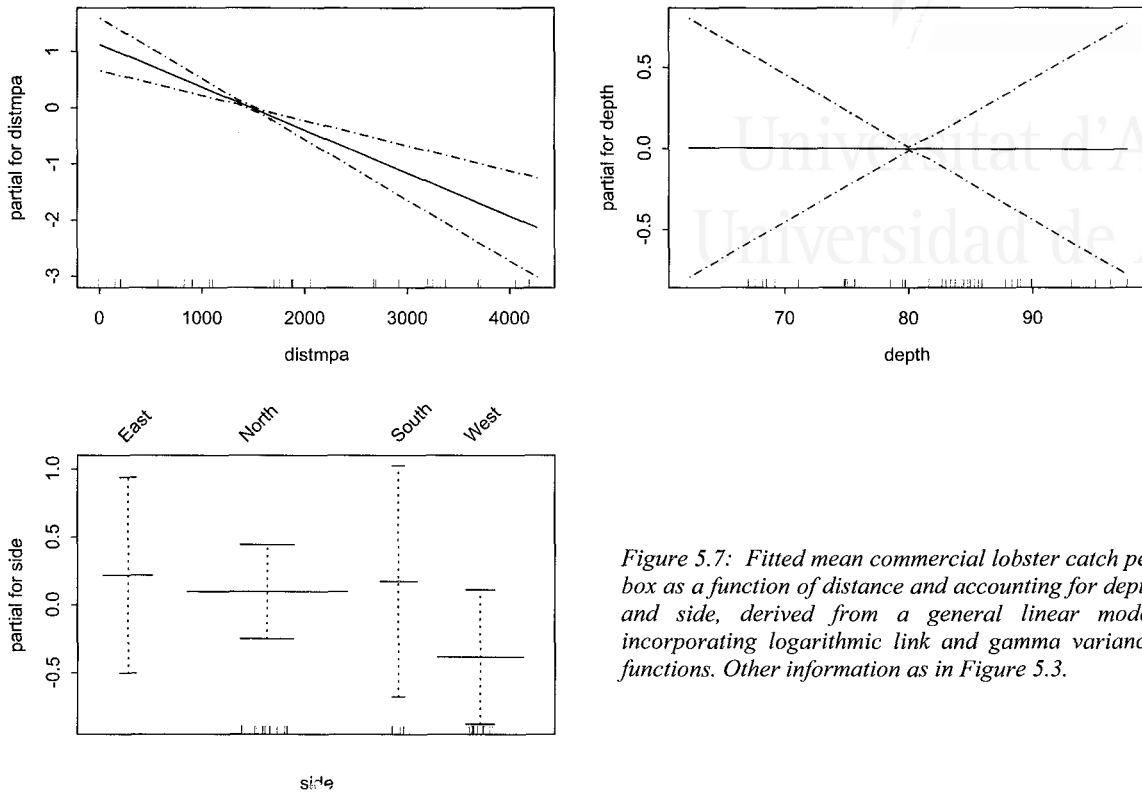 partial for distmpa
1
0
-1
-2
-3
0 1000 2000 3000 4000
distmpa
partial for depth
0.5
0.0
-0.5
70 80 90
depth
Universitat d'A
Universidad de A
East North South West
partial for side
1.0
0.5
0.0
-0.5
side
Figure 5.7: Fitted mean commercial lobster catch pe
box as a function of distance and accounting for dept
and side, derived from a general linear mode
incorporating logarithmic link and gamma varianc
functions. Other information as in Figure 5.3.